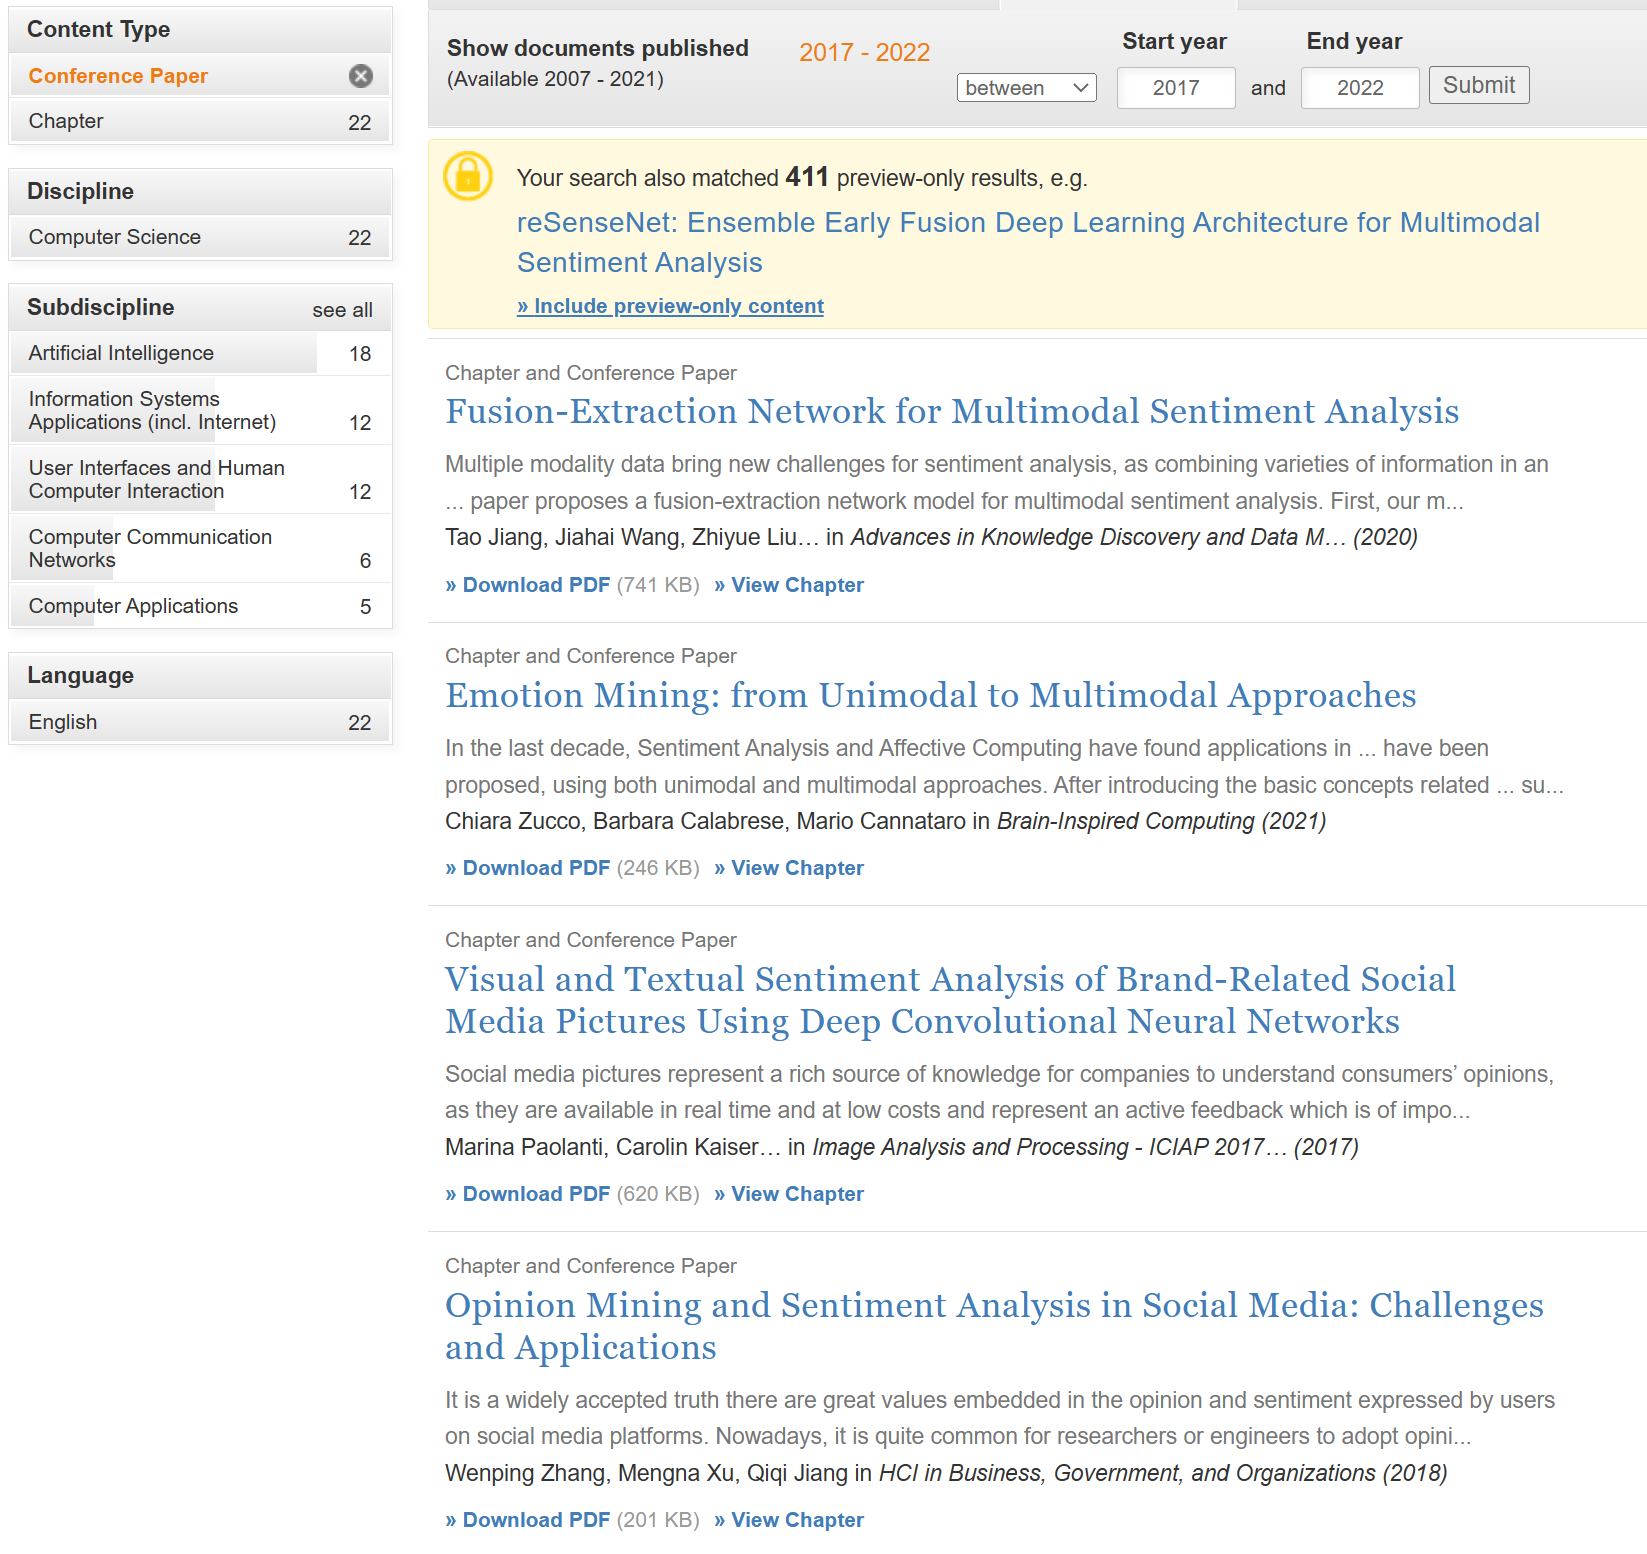 Content Type
Conference Paper
Chapter 22
Discipline
Computer Science 22
Subdiscipline see all
Artificial Intelligence 18
Information Systems
Applications (incl. Internet) 12
User Interfaces and Human
Computer Interaction 12
Computer Communication
Networks 6
Computer Applications 5
Language
English 22
Show documents published
(Available 2007 - 2021)
2017 - 2022
between
Start year
2017
and
End year
2022
Submit
Your search also matched 411 preview-only results, e.g.
reSenseNet: Ensemble Early Fusion Deep Learning Architecture for Multimodal
Sentiment Analysis
» Include preview-only content
Chapter and Conference Paper
Fusion-Extraction Network for Multimodal Sentiment Analysis
Multiple modality data bring new challenges for sentiment analysis, as combining varieties of information in an
... paper proposes a fusion-extraction network model for multimodal sentiment analysis. First, our m...
Tao Jiang, Jiahai Wang, Zhiyue Liu… in Advances in Knowledge Discovery and Data M… (2020)
» Download PDF (741 KB) » View Chapter
Chapter and Conference Paper
Emotion Mining: from Unimodal to Multimodal Approaches
In the last decade, Sentiment Analysis and Affective Computing have found applications in ... have been
proposed, using both unimodal and multimodal approaches. After introducing the basic concepts related ... su...
Chiara Zucco, Barbara Calabrese, Mario Cannataro in Brain-Inspired Computing (2021)
» Download PDF (246 KB) » View Chapter
Chapter and Conference Paper
Visual and Textual Sentiment Analysis of Brand-Related Social
Media Pictures Using Deep Convolutional Neural Networks
Social media pictures represent a rich source of knowledge for companies to understand consumers’ opinions,
as they are available in real time and at low costs and represent an active feedback which is of impo...
Marina Paolanti, Carolin Kaiser… in Image Analysis and Processing - ICIAP 2017… (2017)
» Download PDF (620 KB) » View Chapter
Chapter and Conference Paper
Opinion Mining and Sentiment Analysis in Social Media: Challenges
and Applications
It is a widely accepted truth there are great values embedded in the opinion and sentiment expressed by users
on social media platforms. Nowadays, it is quite common for researchers or engineers to adopt opini...
Wenping Zhang, Mengna Xu, Qiqi Jiang in HCI in Business, Government, and Organizations (2018)
» Download PDF (201 KB) » View Chapter